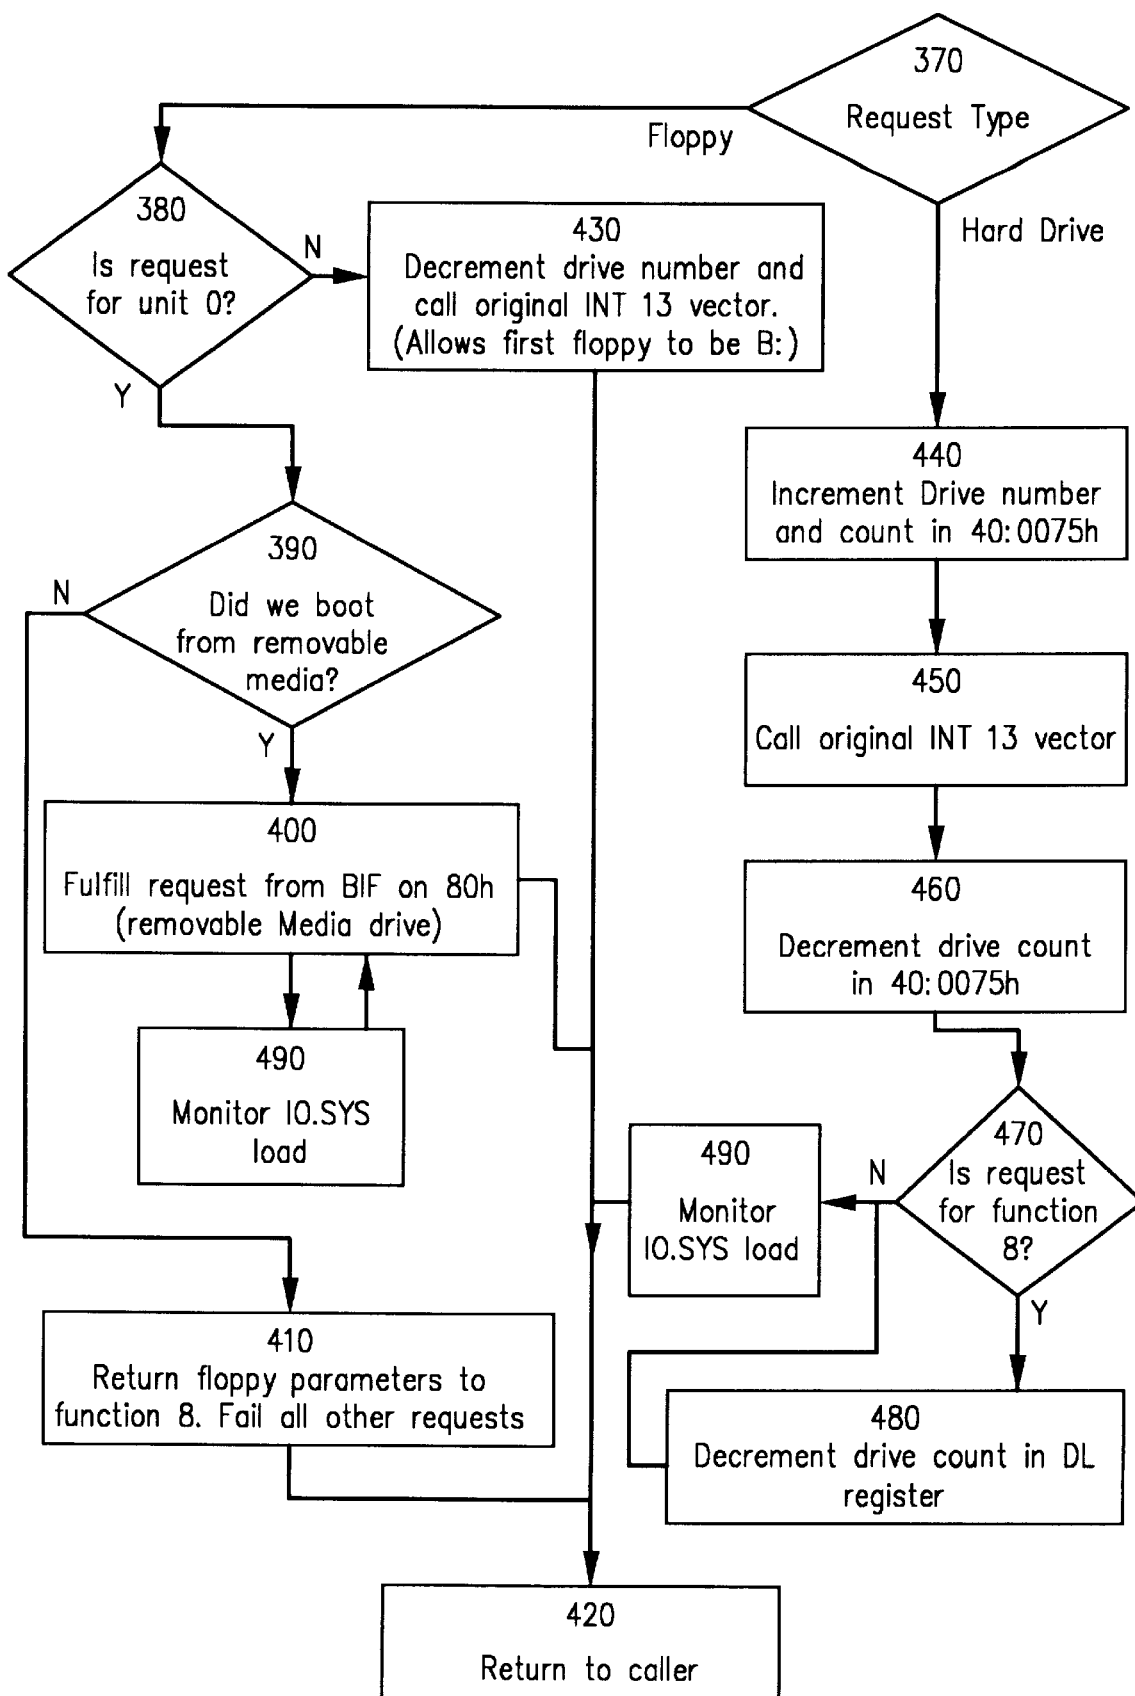 370
Request Type
Floppy
Hard Drive
380
Is request
for unit 0?
N
Y
430
Decrement drive number and
call original INT 13 vector.
(Allows first floppy to be B:)
440
Increment Drive number
and count in 40:0075h
390
Did we boot
from removable
media?
N
Y
450
Call original INT 13 vector
400
Fulfill request from BIF on 80h
(removable Media drive)
460
Decrement drive count
in 40:0075h
490
Monitor IO.SYS
load
470
Is request
for function
8?
N
Y
490
Monitor
IO.SYS load
410
Return floppy parameters to
function 8. Fail all other requests
480
Decrement drive count in DL
register
420
Return to caller